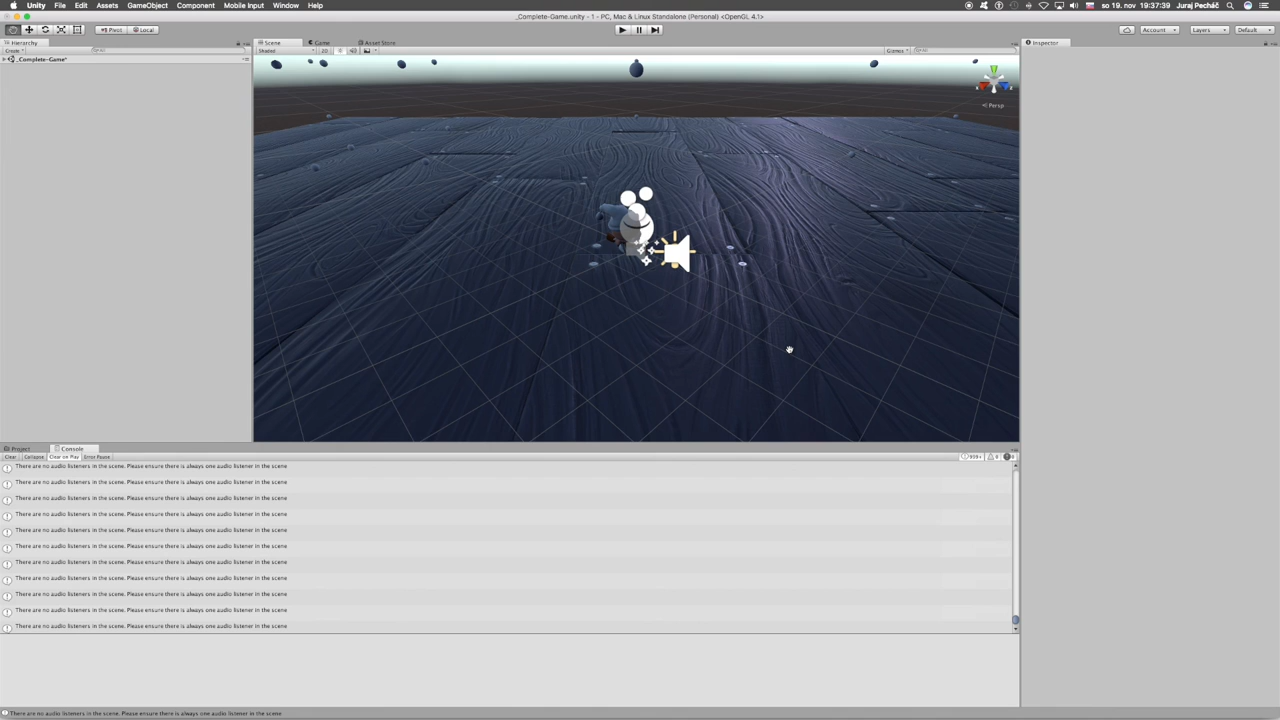 Unity File Edit Assets GameObject Component Mobile Input Window Help so 19. nov 19:37:39 Juraj Pecháč
_Complete-Game.unity - 1 - PC, Mac & Linux Standalone (Personal) <OpenGL 4.1>
Pivot Local Account Layers Default
Hierarchy Scene Game Asset Store Inspector
Create Shaded 2D Gizmos
_Complete-Game*
Persp
Project Console
Clear Collapse Clear on Play Error Pause 999+ 0 0
There are no audio listeners in the scene. Please ensure there is always one audio listener in the scene
There are no audio listeners in the scene. Please ensure there is always one audio listener in the scene
There are no audio listeners in the scene. Please ensure there is always one audio listener in the scene
There are no audio listeners in the scene. Please ensure there is always one audio listener in the scene
There are no audio listeners in the scene. Please ensure there is always one audio listener in the scene
There are no audio listeners in the scene. Please ensure there is always one audio listener in the scene
There are no audio listeners in the scene. Please ensure there is always one audio listener in the scene
There are no audio listeners in the scene. Please ensure there is always one audio listener in the scene
There are no audio listeners in the scene. Please ensure there is always one audio listener in the scene
There are no audio listeners in the scene. Please ensure there is always one audio listener in the scene
There are no audio listeners in the scene. Please ensure there is always one audio listener in the scene
There are no audio listeners in the scene. Please ensure there is always one audio listener in the scene